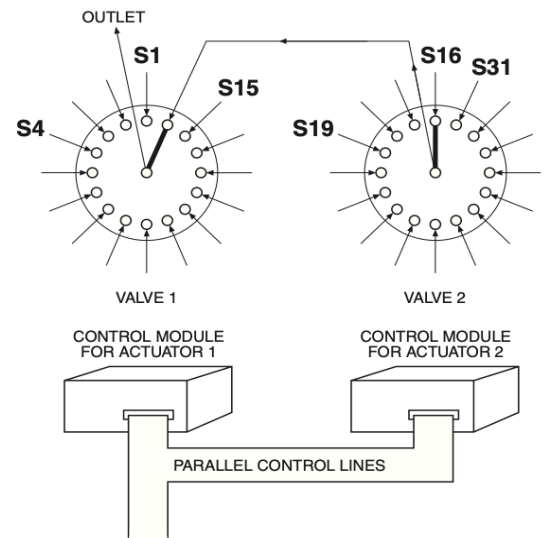 OUTLET
S1
S15
S4
S16
S31
S19
VALVE 1
VALVE 2
CONTROL MODULE
FOR ACTUATOR 1
CONTROL MODULE
FOR ACTUATOR 2
PARALLEL CONTROL LINES